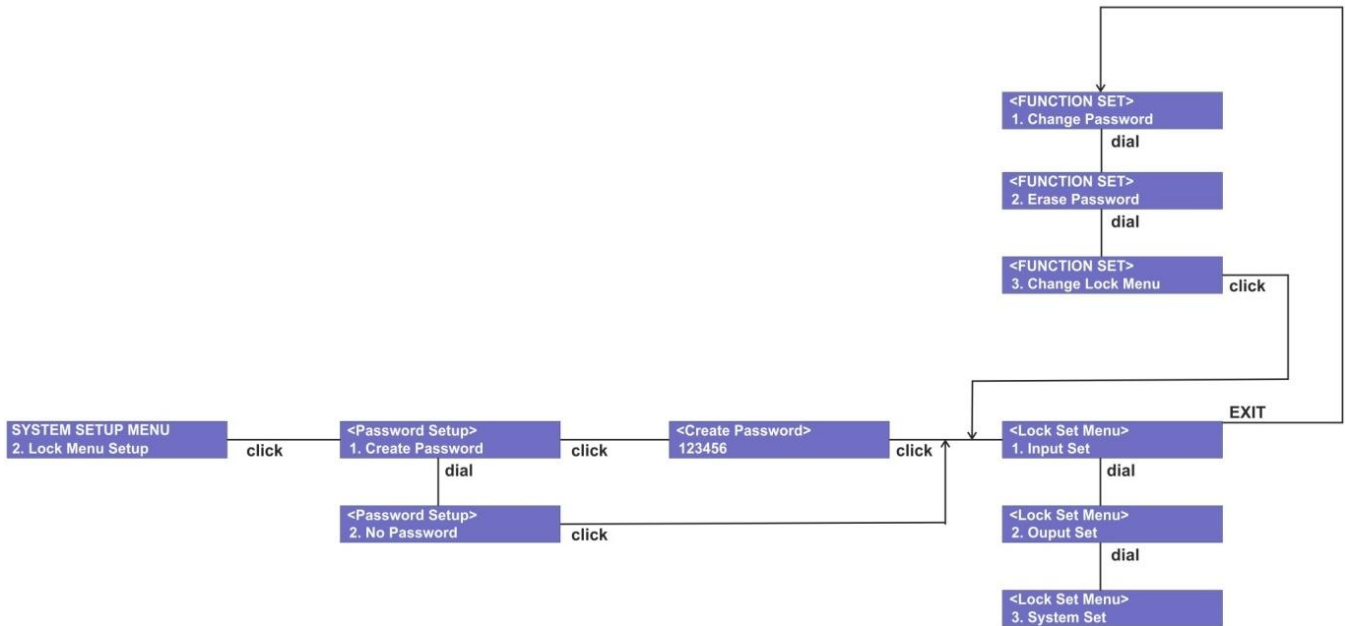 <FUNCTION SET>
1. Change Password
dial
<FUNCTION SET>
2. Erase Password
dial
<FUNCTION SET>
3. Change Lock Menu
click
SYSTEM SETUP MENU
2. Lock Menu Setup
click
<Password Setup>
1. Create Password
click
dial
<Password Setup>
2. No Password
click
<Create Password>
123456
click
EXIT
<Lock Set Menu>
1. Input Set
dial
<Lock Set Menu>
2. Ouput Set
dial
<Lock Set Menu>
3. System Set